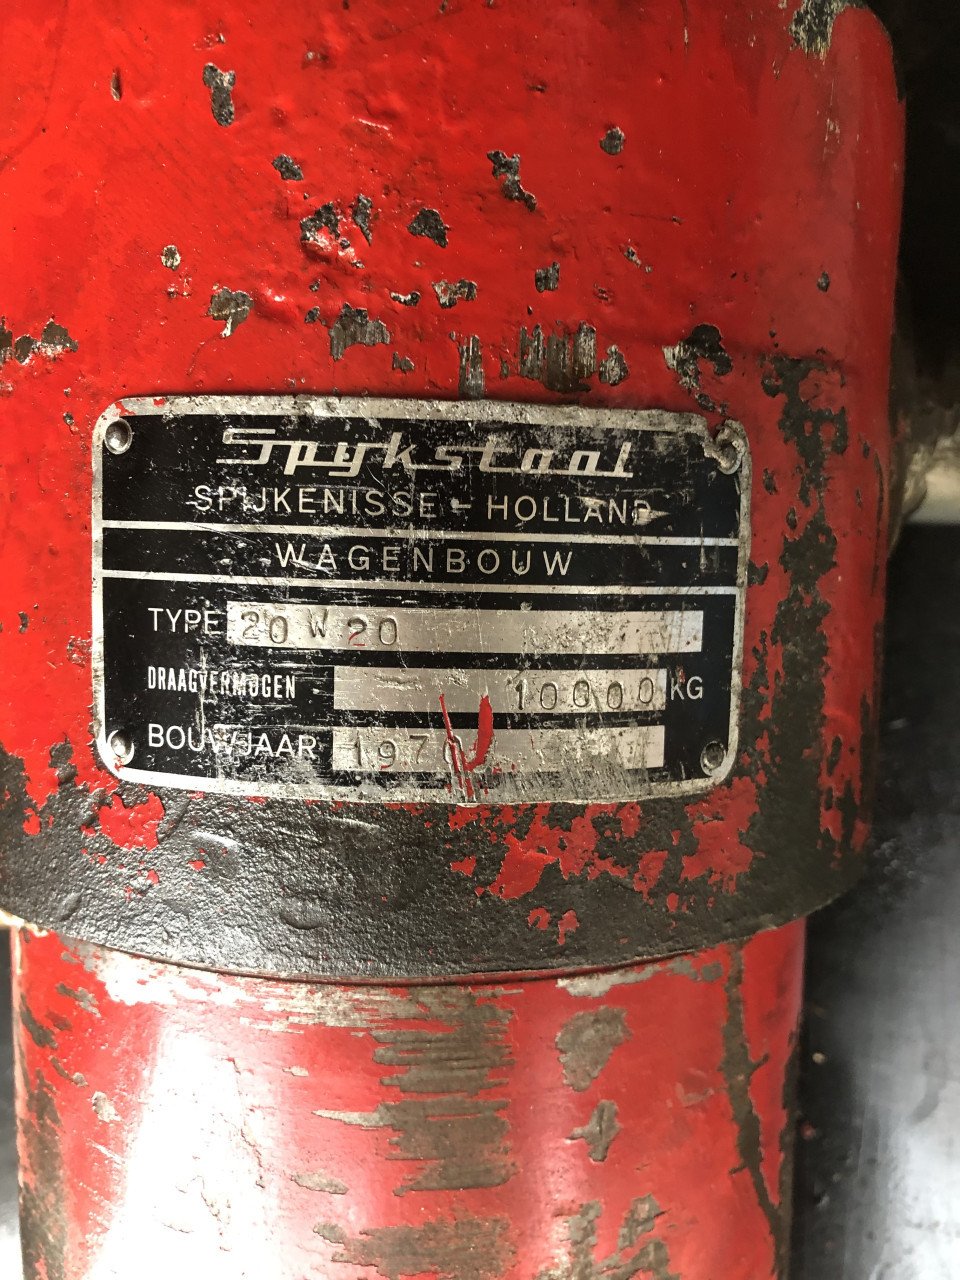 Spykstaal
SPIJKENISSE - HOLLAND
WAGENBOUW
TYPE 20 W 20
DRAAGVERMOGEN 10000 KG
BOUWJAAR 1970